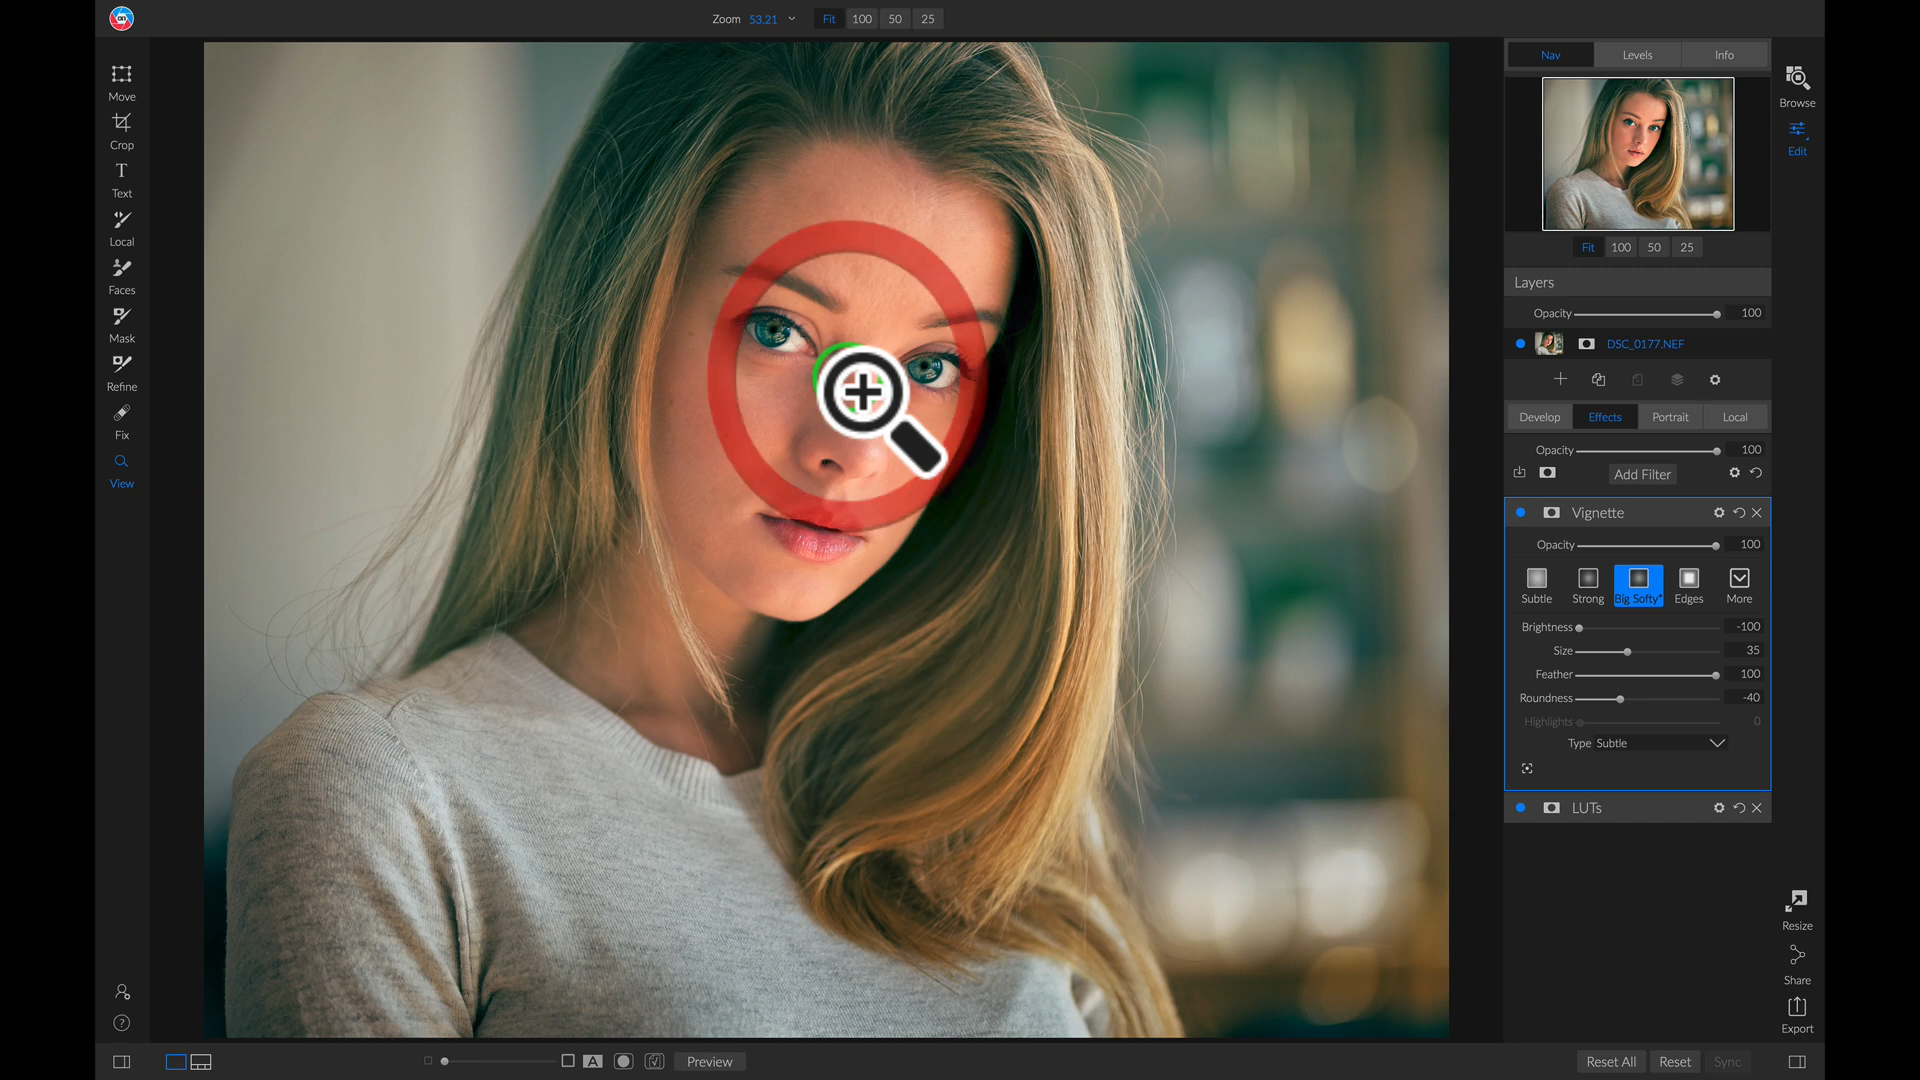 Zoom 53.21 Fit 100 50 25
Move
Crop
Text
Local
Faces
Mask
Refine
Fix
View
Nav Levels Info
Fit 100 50 25
Layers
Opacity 100
DSC_0177.NEF
Develop Effects Portrait Local
Opacity 100
Add Filter
Vignette
Opacity 100
Subtle Strong Big Softy* Edges More
Brightness -100
Size 35
Feather 100
Roundness -40
Highlights 0
Type Subtle
LUTs
Browse
Edit
Resize
Share
Export
?
A Preview
Reset All Reset Sync